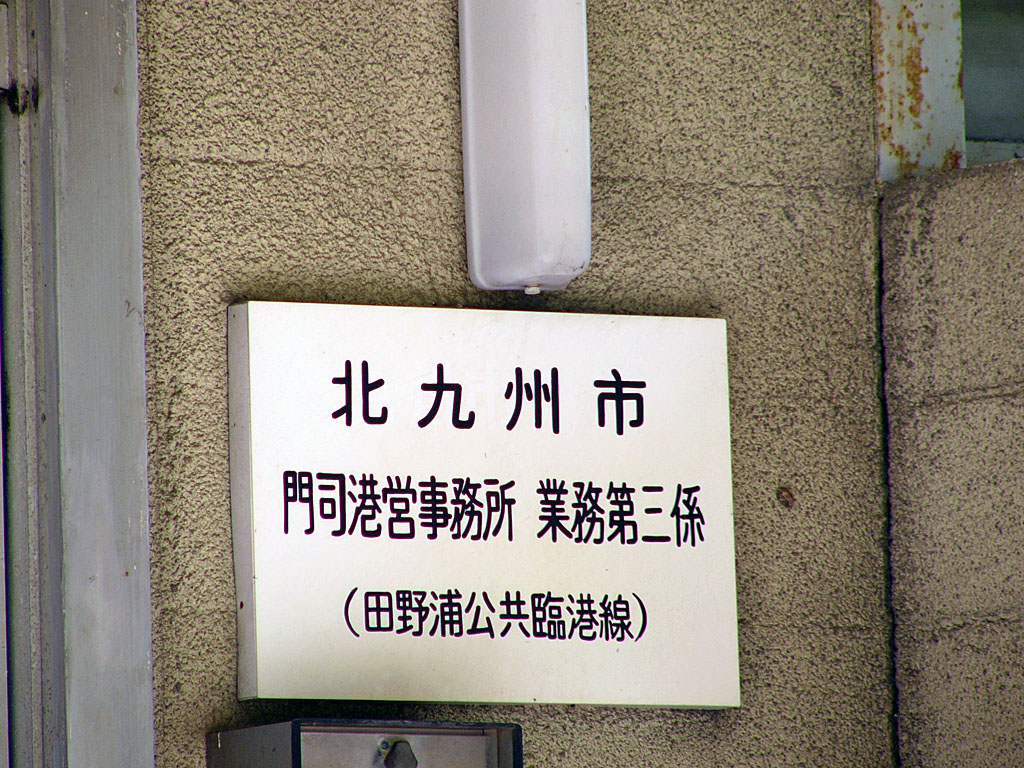 北九州市
門司港営事務所 業務第三係
(田野浦公共臨港線)